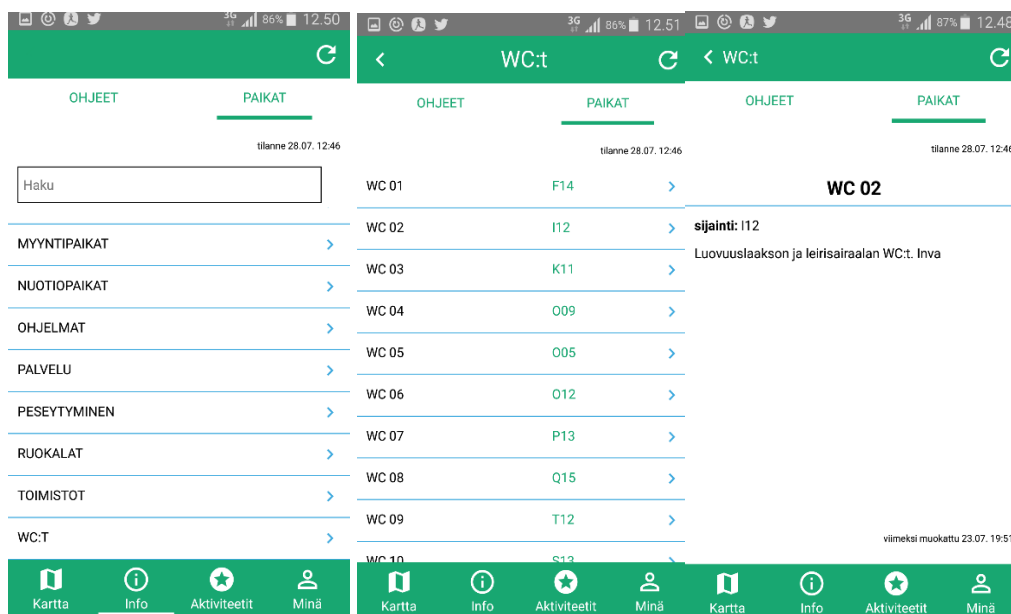 3G 86% 12.50
OHJEET PAIKAT
tilanne 28.07. 12:46
Haku
MYYNTIPAIKAT
NUOTIOPAIKAT
OHJELMAT
PALVELU
PESEYTYMINEN
RUOKALAT
TOIMISTOT
WC:T
Kartta Info Aktiviteetit Minä
3G 86% 12.51
WC:t
OHJEET PAIKAT
tilanne 28.07. 12:46
WC 01 F14
WC 02 I12
WC 03 K11
WC 04 O09
WC 05 O05
WC 06 O12
WC 07 P13
WC 08 Q15
WC 09 T12
WC 10 S13
Kartta Info Aktiviteetit Minä
3G 87% 12.48
WC:t
OHJEET PAIKAT
tilanne 28.07. 12:46
WC 02
sijainti: I12
Luovuuslaakson ja leirisairaalan WC:t. Inva
viimeksi muokattu 23.07. 19:51
Kartta Info Aktiviteetit Minä